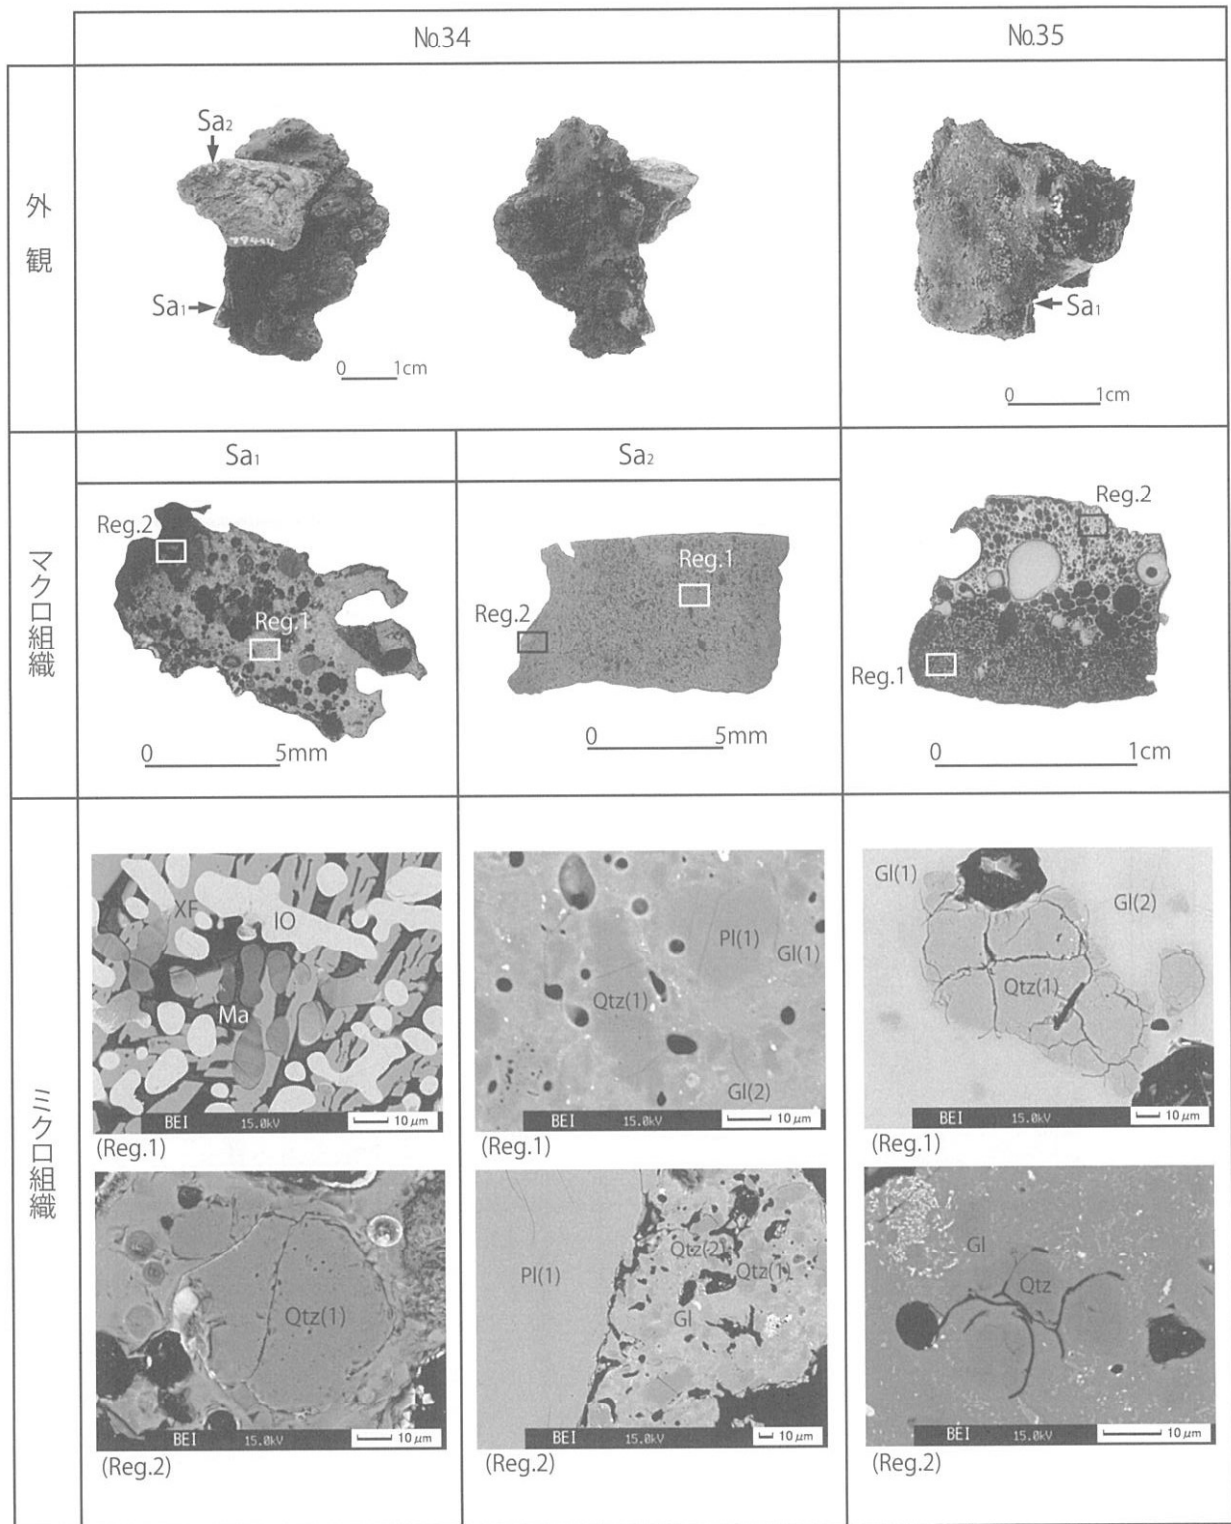 No.34
No.35
外観
Sa2
Sa1
0 1cm
Sa1
0 1cm
マクロ組織
Sa1
Sa2
Reg.2
Reg.1
0 5mm
Reg.1
Reg.2
0 5mm
Reg.2
Reg.1
0 1cm
ミクロ組織
XF
IO
Ma
BEI 15.0kV 10μm
(Reg.1)
Pl(1)
Gl(1)
Qtz(1)
Gl(2)
BEI 15.0kV 10μm
(Reg.1)
Gl(1)
Gl(2)
Qtz(1)
BEI 15.0kV 10μm
(Reg.1)
Qtz(1)
BEI 15.0kV 10μm
(Reg.2)
Pl(1)
Qtz(2)
Qtz(1)
Gl
BEI 15.0kV 10μm
(Reg.2)
Gl
Qtz
BEI 15.0kV 10μm
(Reg.2)